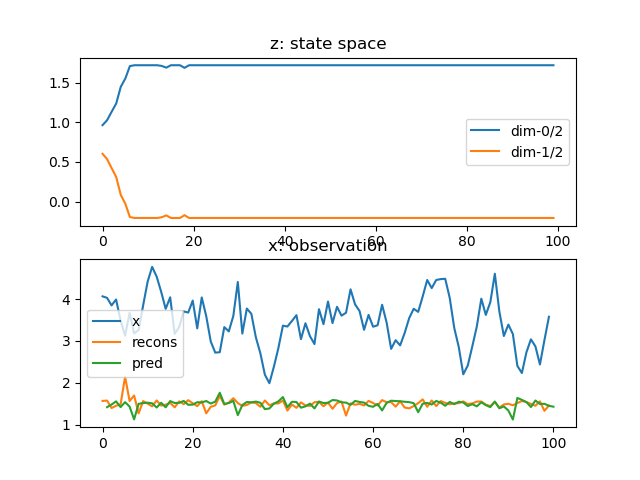 z: state space
1.5
1.0
0.5
0.0
dim-0/2
dim-1/2
0 20 40 60 80 100
x: observation
4
3
2
1
x
recons
pred
0 20 40 60 80 100